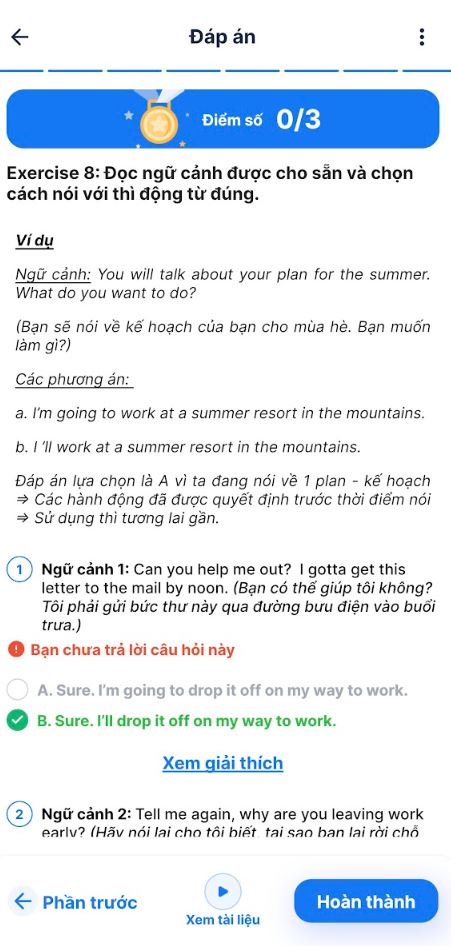 Đáp án
Điểm số 0/3
Exercise 8: Đọc ngữ cảnh được cho sẵn và chọn
cách nói với thì động từ đúng.
Ví dụ
Ngữ cảnh: You will talk about your plan for the summer.
What do you want to do?
(Bạn sẽ nói về kế hoạch của bạn cho mùa hè. Bạn muốn
làm gì?)
Các phương án:
a. I'm going to work at a summer resort in the mountains.
b. I 'll work at a summer resort in the mountains.
Đáp án lựa chọn là A vì ta đang nói về 1 plan - kế hoạch
⇒ Các hành động đã được quyết định trước thời điểm nói
⇒ Sử dụng thì tương lai gần.
1 Ngữ cảnh 1: Can you help me out? I gotta get this
letter to the mail by noon. (Bạn có thể giúp tôi không?
Tôi phải gửi bức thư này qua đường bưu điện vào buổi
trưa.)
Bạn chưa trả lời câu hỏi này
A. Sure. I'm going to drop it off on my way to work.
B. Sure. I'll drop it off on my way to work.
Xem giải thích
2 Ngữ cảnh 2: Tell me again, why are you leaving work
early? (Hãy nói lại cho tôi biết, tại sao bạn lại rời chỗ
Phần trước
Xem tài liệu
Hoàn thành